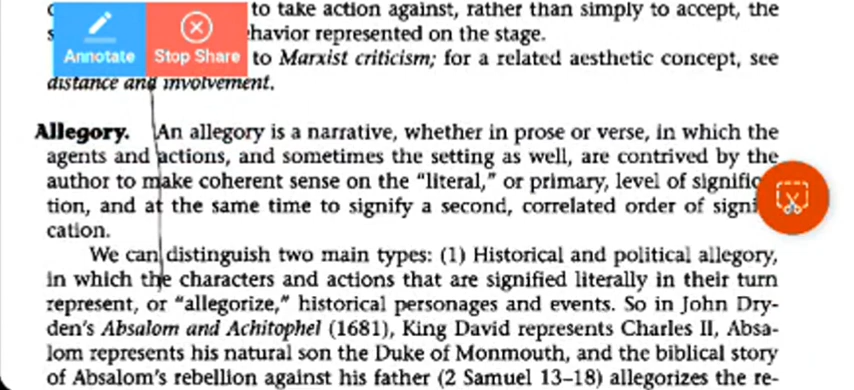 to take action against, rather than simply to accept, the
havior represented on the stage.
Annotate Stop Share
to Marxist criticism; for a related aesthetic concept, see
distance and involvement.
Allegory. An allegory is a narrative, whether in prose or verse, in which the
agents and actions, and sometimes the setting as well, are contrived by the
author to make coherent sense on the "literal," or primary, level of signific
tion, and at the same time to signify a second, correlated order of signi
cation.
We can distinguish two main types: (1) Historical and political allegory,
in which the characters and actions that are signified literally in their turn
represent, or "allegorize," historical personages and events. So in John Dry-
den's Absalom and Achitophel (1681), King David represents Charles II, Absa-
lom represents his natural son the Duke of Monmouth, and the biblical story
of Absalom's rebellion against his father (2 Samuel 13–18) allegorizes the re-